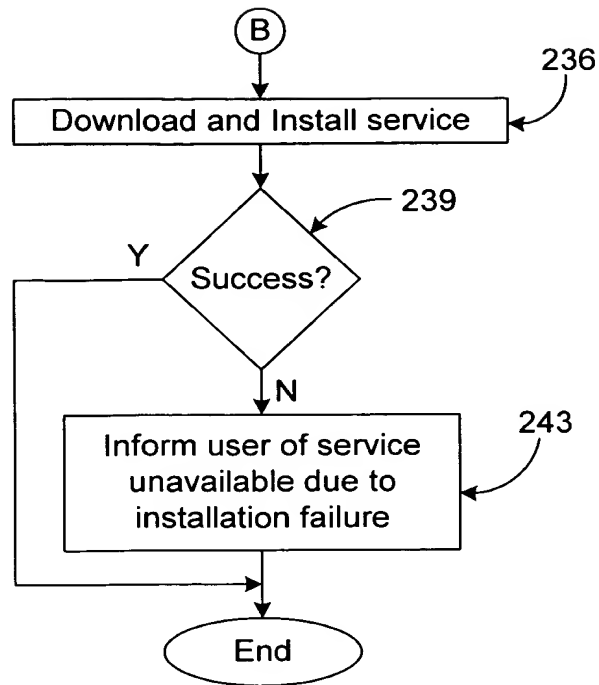 B
236
Download and Install service
239
Y
Success?
N
243
Inform user of service
unavailable due to
installation failure
End